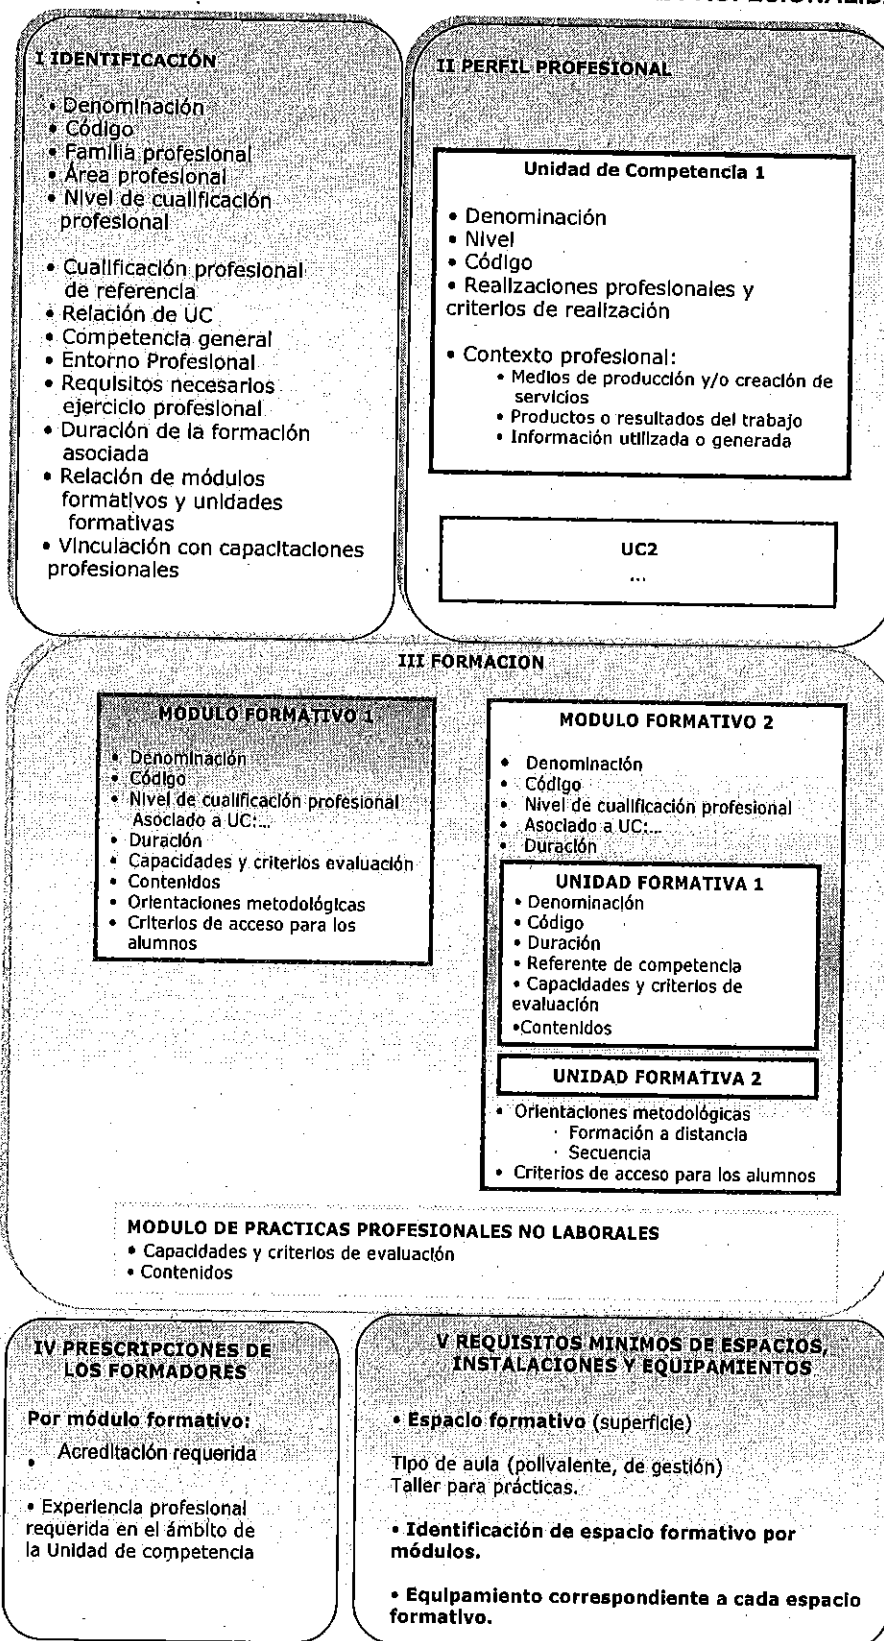 I IDENTIFICACIÓN
• Denominación
• Código
• Familia profesional
• Área profesional
• Nivel de cualificación
profesional
• Cualificación profesional
de referencia
• Relación de UC
• Competencia general
• Entorno Profesional
• Requisitos necesarios
ejercicio profesional
• Duración de la formación
asociada
• Relación de módulos
formativos y unidades
formativas
• Vinculación con capacitaciones
profesionales
II PERFIL PROFESIONAL
Unidad de Competencia 1
• Denominación
• Nivel
• Código
• Realizaciones profesionales y
criterios de realización
• Contexto profesional:
• Medios de producción y/o creación de
servicios
• Productos o resultados del trabajo
• Información utilizada o generada
UC2
...
III FORMACION
MODULO FORMATIVO 1
• Denominación
• Código
• Nivel de cualificación profesional
Asociado a UC:...
• Duración
• Capacidades y criterios evaluación
• Contenidos
• Orientaciones metodológicas
• Criterios de acceso para los
alumnos
MODULO FORMATIVO 2
• Denominación
• Código
• Nivel de cualificación profesional
• Asociado a UC:...
• Duración
UNIDAD FORMATIVA 1
• Denominación
• Código
• Duración
• Referente de competencia
• Capacidades y criterios de
evaluación
•Contenidos
UNIDAD FORMATIVA 2
• Orientaciones metodológicas
· Formación a distancia
· Secuencia
• Criterios de acceso para los alumnos
MODULO DE PRACTICAS PROFESIONALES NO LABORALES
• Capacidades y criterios de evaluación
• Contenidos
IV PRESCRIPCIONES DE
LOS FORMADORES
Por módulo formativo:
• Acreditación requerida
• Experiencia profesional
requerida en el ámbito de
la Unidad de competencia
V REQUISITOS MINIMOS DE ESPACIOS,
INSTALACIONES Y EQUIPAMIENTOS
• Espacio formativo (superficie)
Tipo de aula (polivalente, de gestión)
Taller para prácticas.
• Identificación de espacio formativo por
módulos.
• Equipamiento correspondiente a cada espacio
formativo.